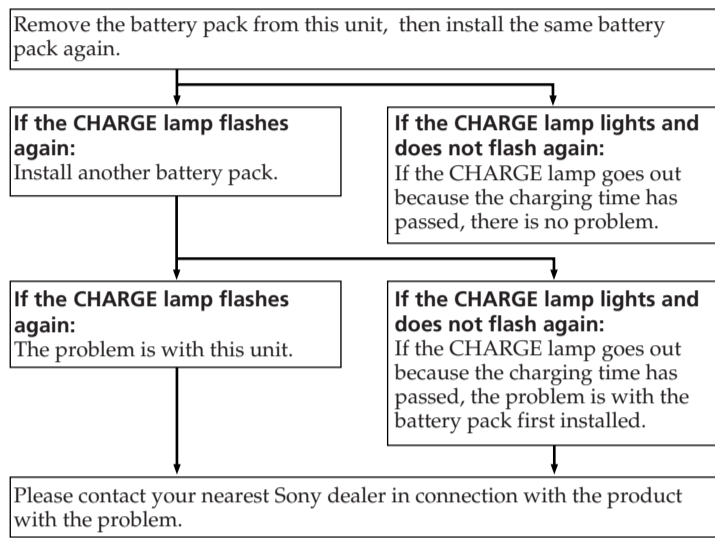 Remove the battery pack from this unit, then install the same battery
pack again.
If the CHARGE lamp flashes
again:
Install another battery pack.
If the CHARGE lamp lights and
does not flash again:
If the CHARGE lamp goes out
because the charging time has
passed, there is no problem.
If the CHARGE lamp flashes
again:
The problem is with this unit.
If the CHARGE lamp lights and
does not flash again:
If the CHARGE lamp goes out
because the charging time has
passed, the problem is with the
battery pack first installed.
Please contact your nearest Sony dealer in connection with the product
with the problem.